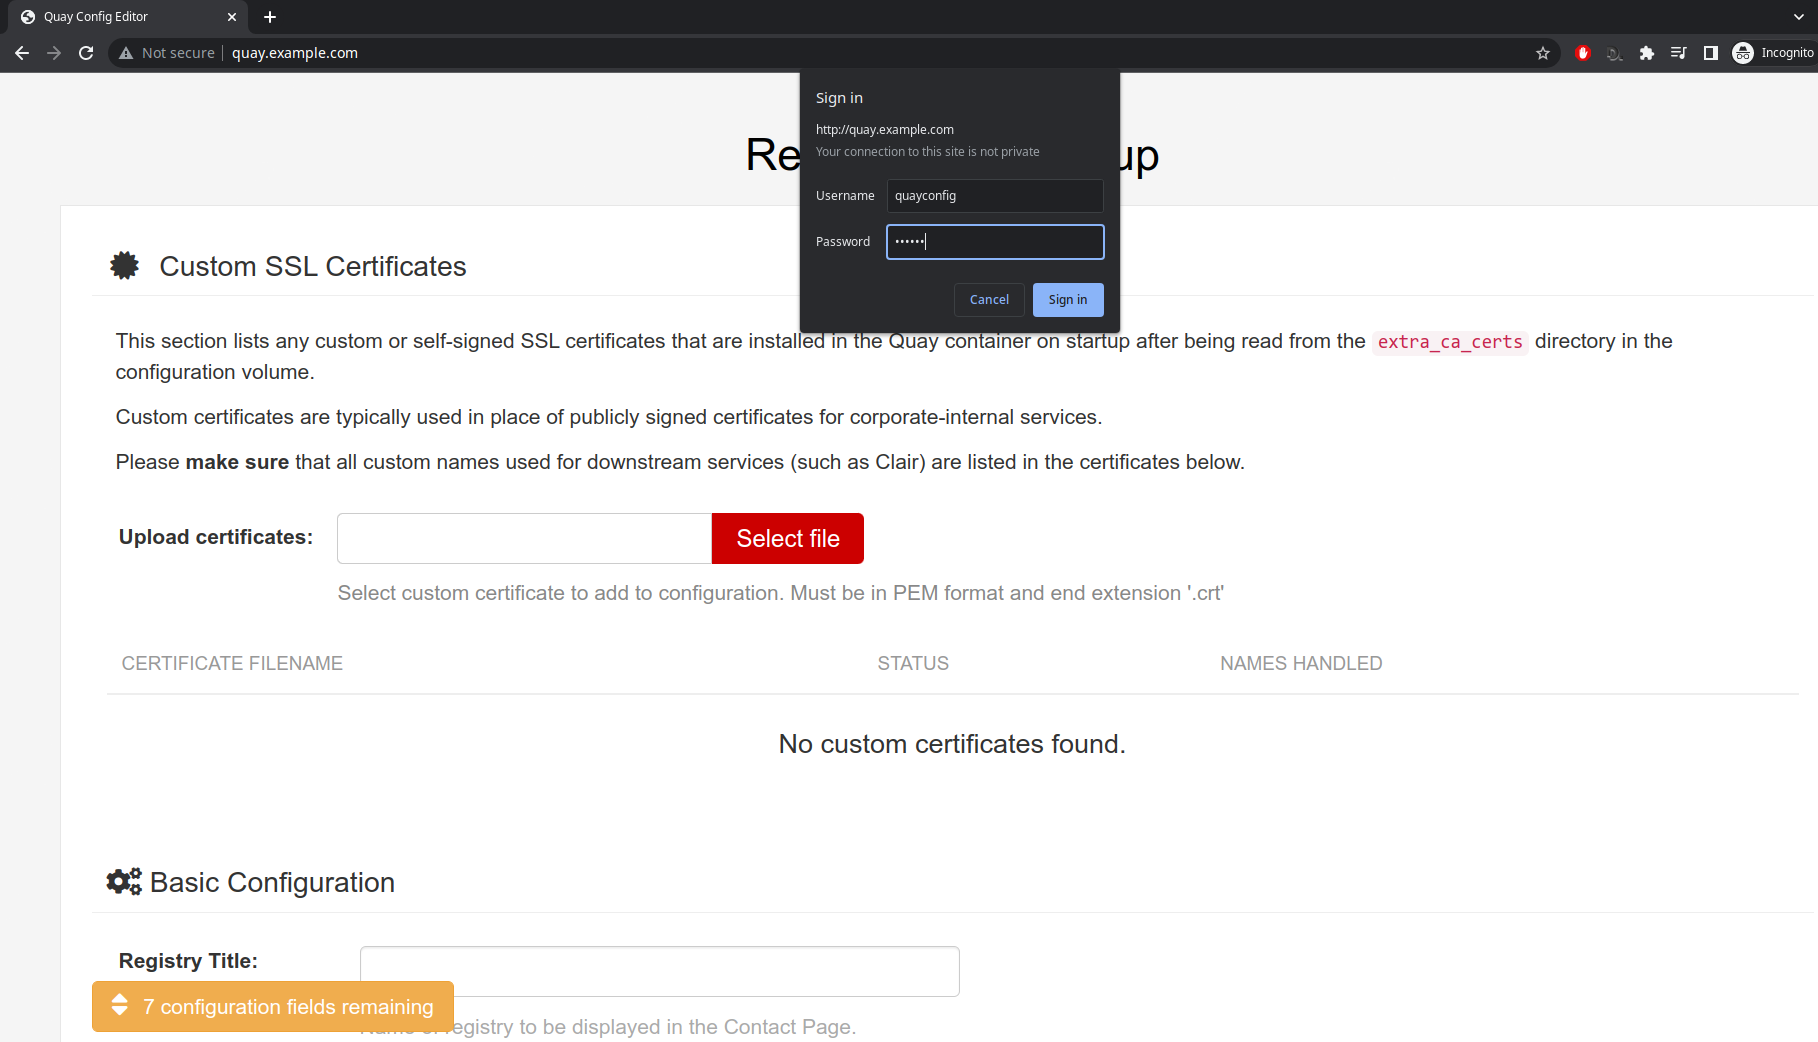 Quay Config Editor
Not secure quay.example.com Incognito
Sign in
http://quay.example.com
Your connection to this site is not private
Username quayconfig
Password ••••••
Cancel Sign in
Re up
Custom SSL Certificates
This section lists any custom or self-signed SSL certificates that are installed in the Quay container on startup after being read from the extra_ca_certs directory in the
configuration volume.
Custom certificates are typically used in place of publicly signed certificates for corporate-internal services.
Please make sure that all custom names used for downstream services (such as Clair) are listed in the certificates below.
Upload certificates: Select file
Select custom certificate to add to configuration. Must be in PEM format and end extension '.crt'
CERTIFICATE FILENAME STATUS NAMES HANDLED
No custom certificates found.
Basic Configuration
Registry Title:
7 configuration fields remaining
registry to be displayed in the Contact Page.